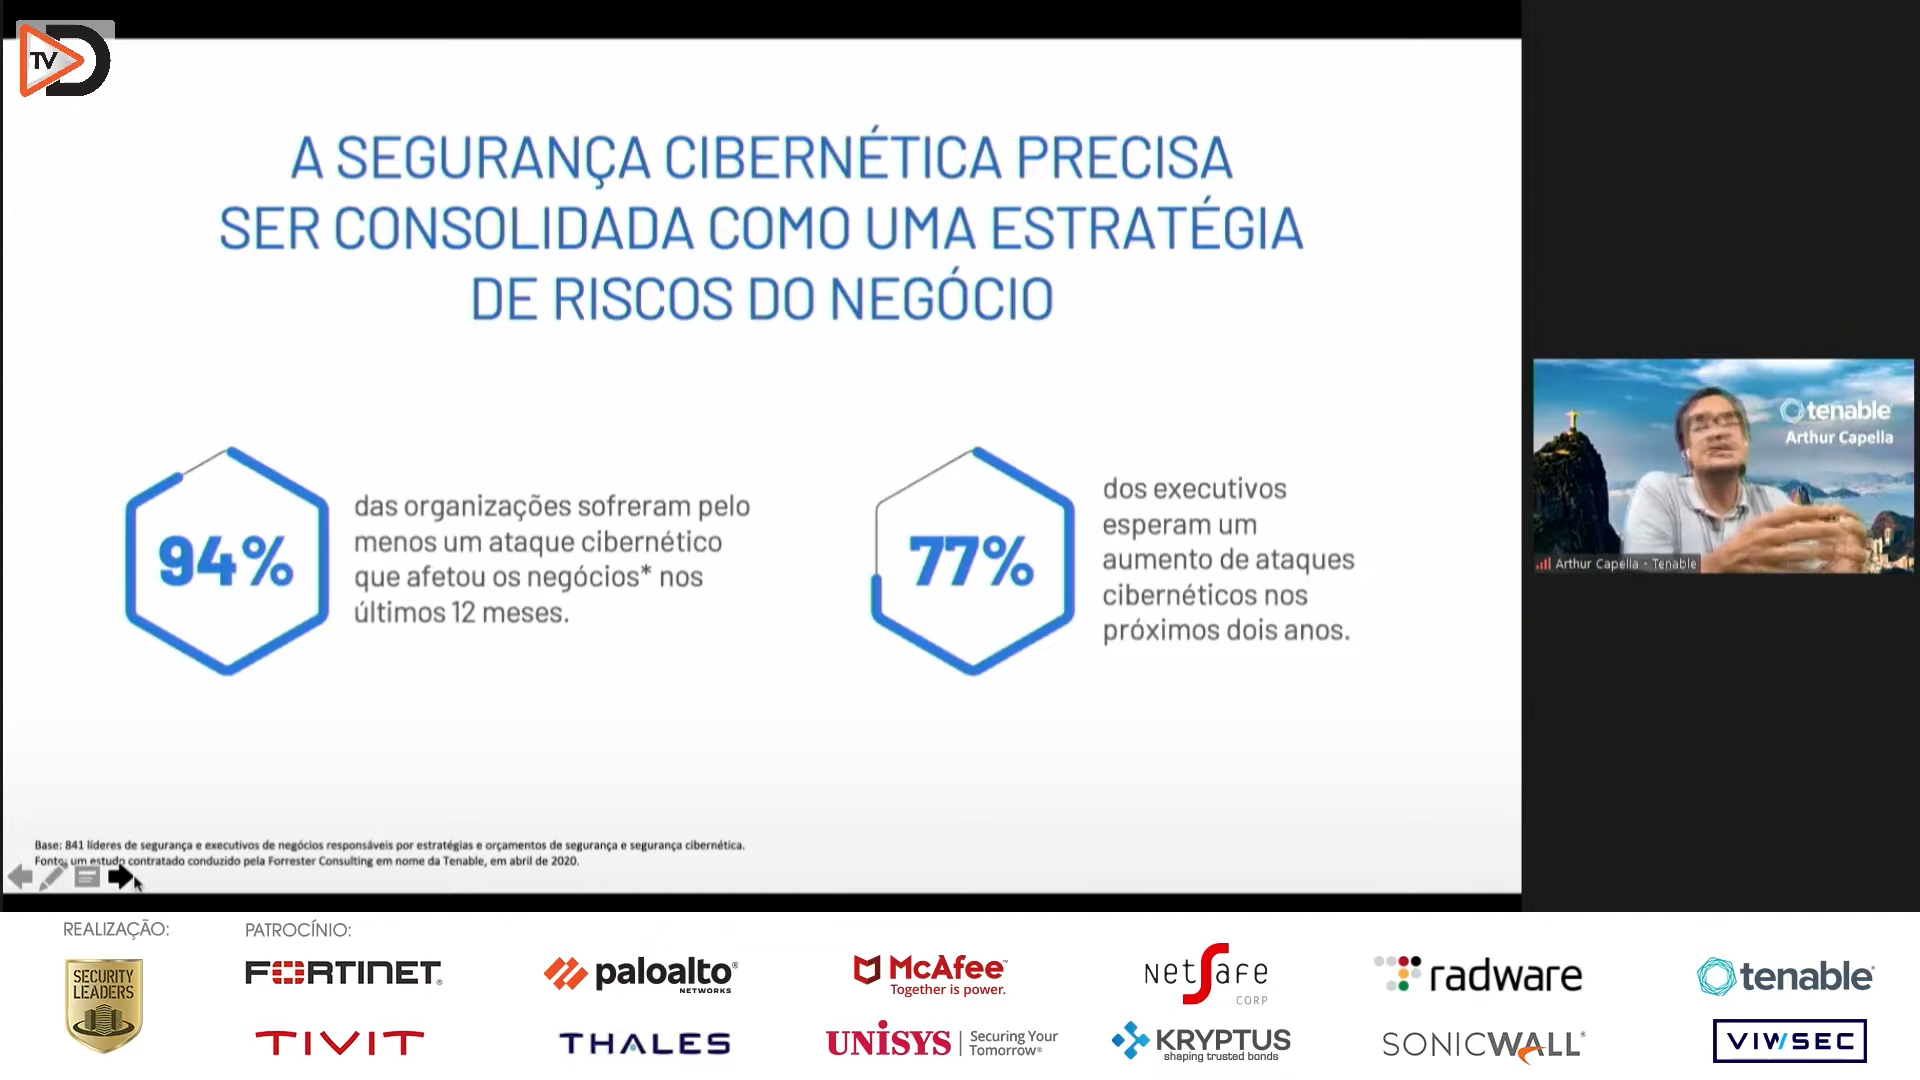 TV D
A SEGURANÇA CIBERNÉTICA PRECISA
SER CONSOLIDADA COMO UMA ESTRATÉGIA
DE RISCOS DO NEGÓCIO
94%
das organizações sofreram pelo
menos um ataque cibernético
que afetou os negócios* nos
últimos 12 meses.
77%
dos executivos
esperam um
aumento de ataques
cibernéticos nos
próximos dois anos.
Base: 841 líderes de segurança e executivos de negócios responsáveis por estratégias e orçamentos de segurança e segurança cibernética.
Fonte: um estudo contratado conduzido pela Forrester Consulting em nome da Tenable, em abril de 2020.
tenable
Arthur Capella
Arthur Capella - Tenable
REALIZAÇÃO:
SECURITY
LEADERS
PATROCÍNIO:
FORTINET®
paloalto®
NETWORKS
McAfee™
Together is power.
NetSafe
CORP
radware
tenable®
TIVIT
THALES
UNISYS | Securing Your
Tomorrow®
KRYPTUS
shaping trusted bonds
SONICWALL®
VIWSEC